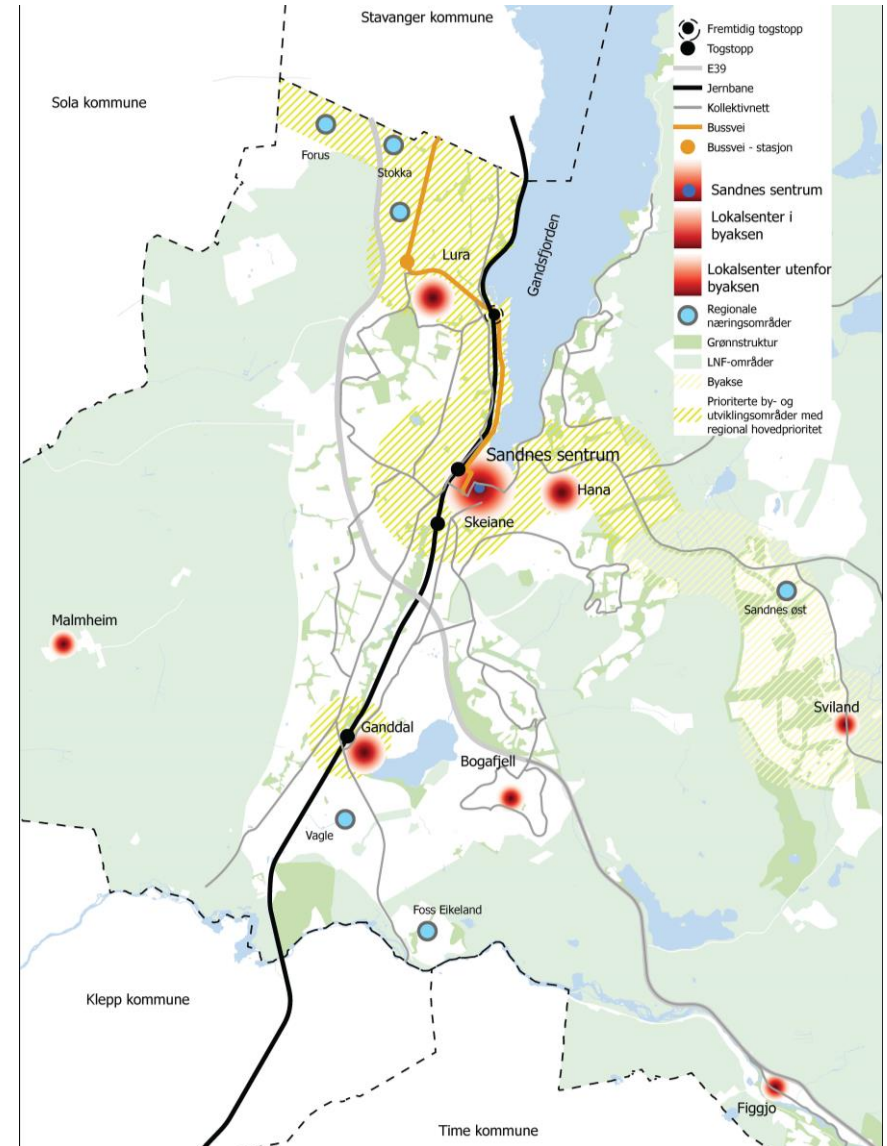 Stavanger kommune
Sola kommune
Forus
Stokka
Lura
Gandsfjorden
Sandnes sentrum
Hana
Skeiane
Sandnes øst
Malmheim
Sviland
Ganddal
Bogafjell
Vagle
Foss Eikeland
Klepp kommune
Figgjo
Time kommune
Fremtidig togstopp
Togstopp
E39
Jernbane
Kollektivnett
Bussvei
Bussvei - stasjon
Sandnes sentrum
Lokalsenter i
byaksen
Lokalsenter utenfor
byaksen
Regionale
næringsområder
Grønnstruktur
LNF-områder
Byakse
Prioriterte by- og
utviklingsområder med
regional hovedprioritet